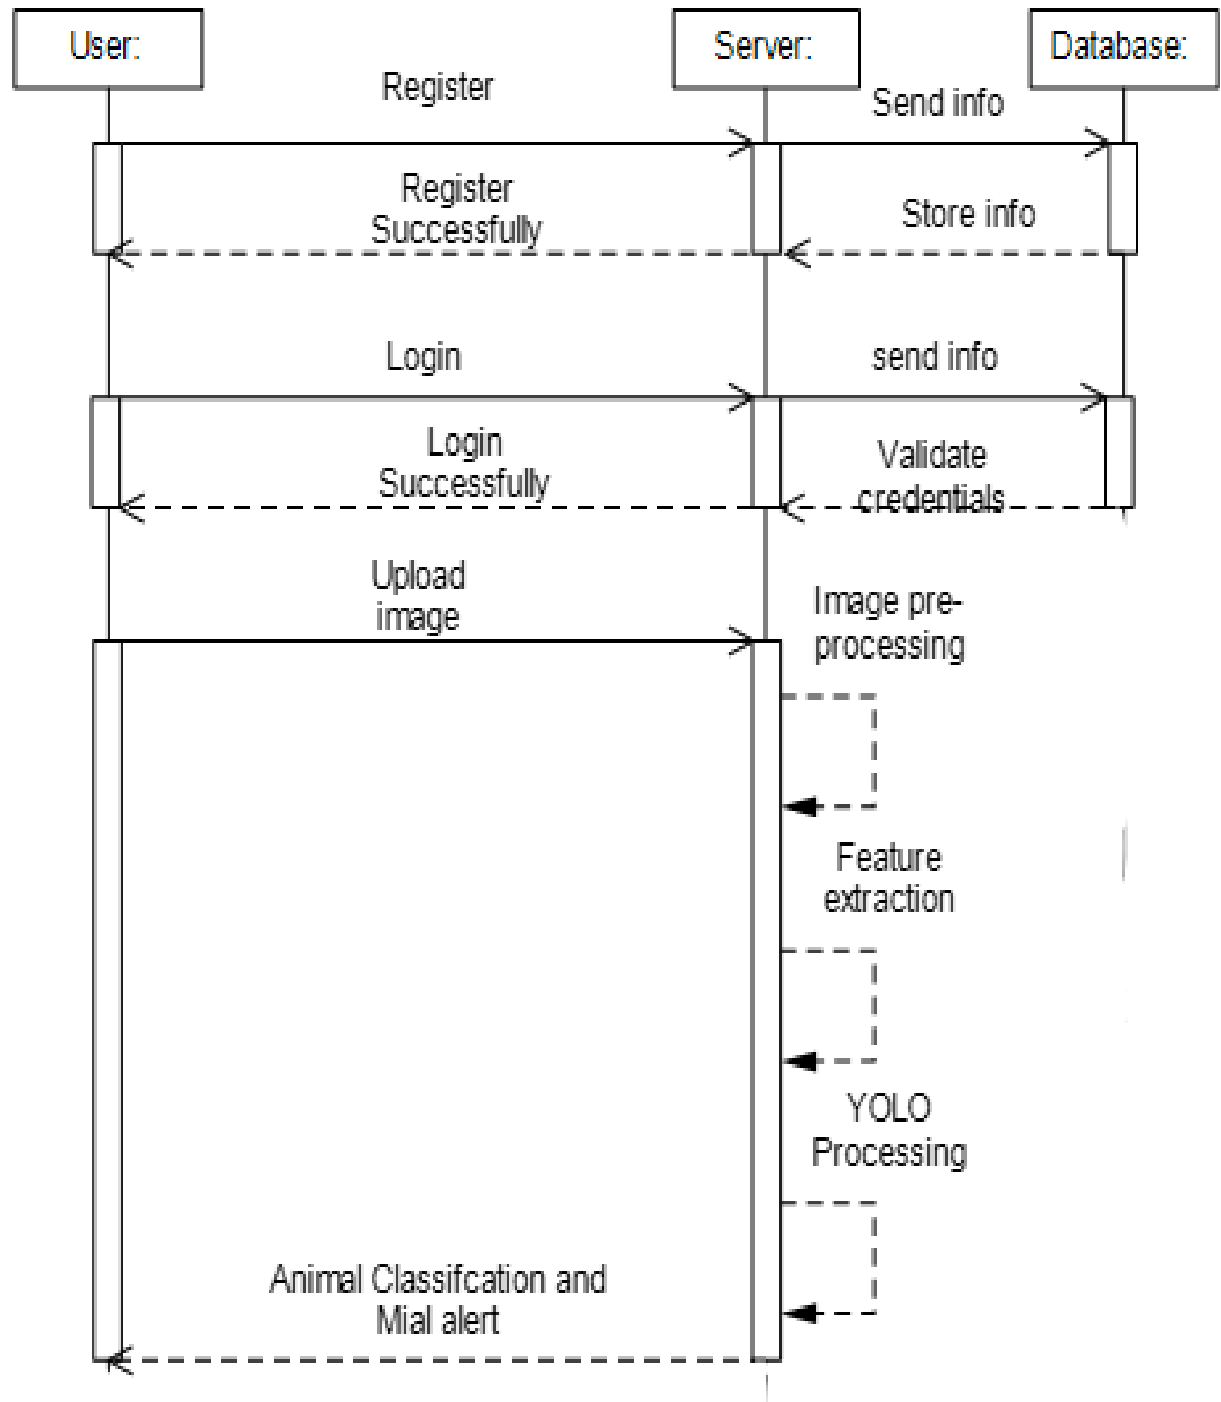 User:
Server:
Database:
Register
Send info
Register
Successfully
Store info
Login
send info
Login
Successfully
Validate
credentials
Upload
image
Image pre-
processing
Feature
extraction
YOLO
Processing
Animal Classifcation and
Mial alert